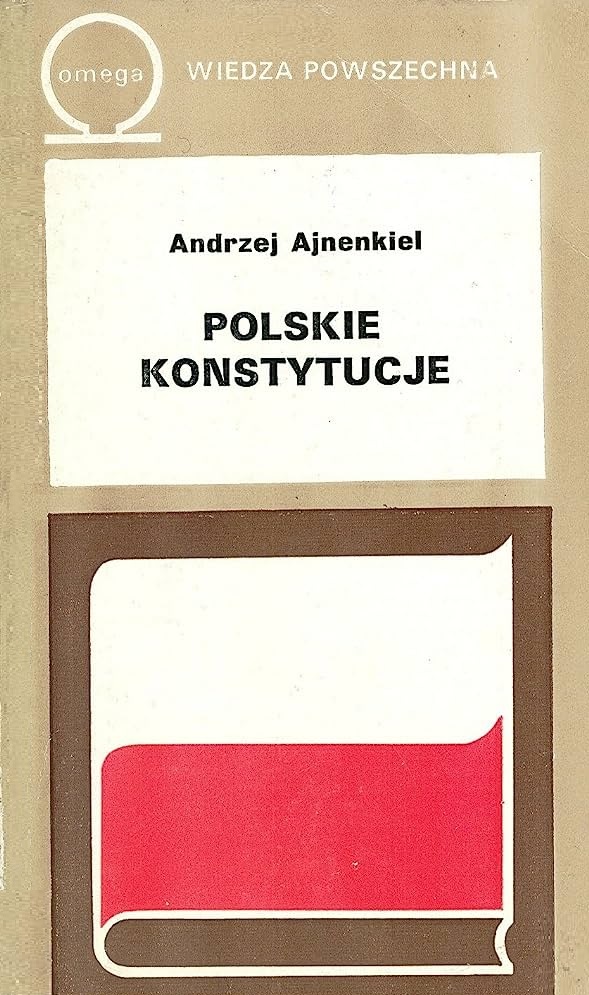 omega
WIEDZA POWSZECHNA
Andrzej Ajnenkiel
POLSKIE
KONSTYTUCJE